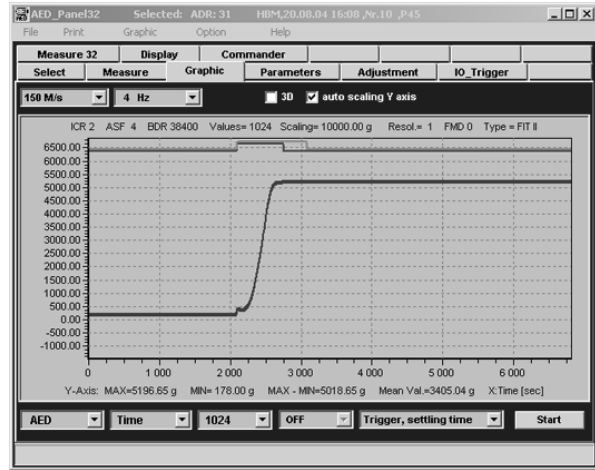 AED_Panel32 Selected: ADR: 31 HBM,20.08.04 16:08 ,Nr.10 ,P45
File Print Graphic Option Help
Measure 32 Display Commander
Select Measure Graphic Parameters Adjustment IO_Trigger
150 M/s 4 Hz 3D auto scaling Y axis
ICR 2 ASF 4 BDR 38400 Values= 1024 Scaling= 10000.00 g Resol.= 1 FMD 0 Type = FIT II
6500.00
6000.00
5500.00
5000.00
4500.00
4000.00
3500.00
3000.00
2500.00
2000.00
1500.00
1000.00
500.00
0.00
-500.00
-1000.00
0 1 000 2 000 3 000 4 000 5 000 6 000
Y-Axis: MAX=5196.65 g MIN= 178.00 g MAX - MIN=5018.65 g Mean Val.=3405.04 g X:Time [sec]
AED Time 1024 OFF Trigger, settling time Start